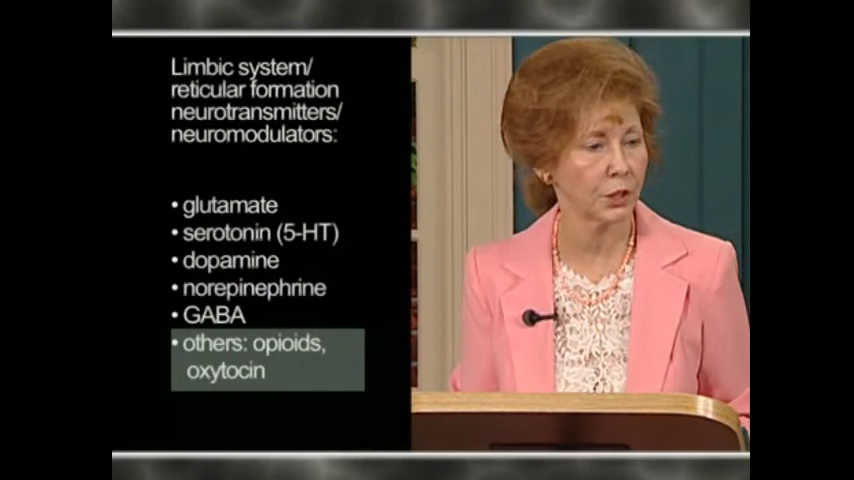 Limbic system/
reticular formation
neurotransmitters/
neuromodulators:
• glutamate
• serotonin (5-HT)
• dopamine
• norepinephrine
• GABA
• others: opioids,
oxytocin